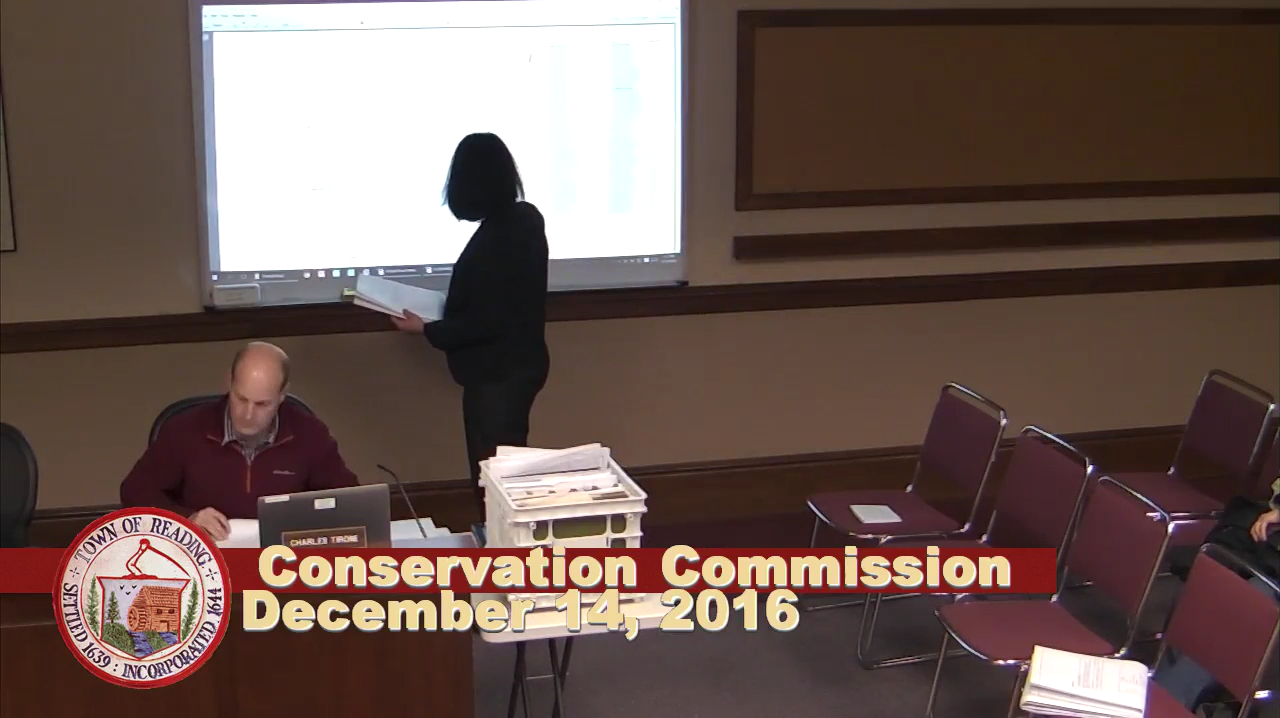 CHARLES TIRONE
Conservation Commission
December 14, 2016
TOWN OF READING
SETTLED 1639 : INCORPORATED 1644